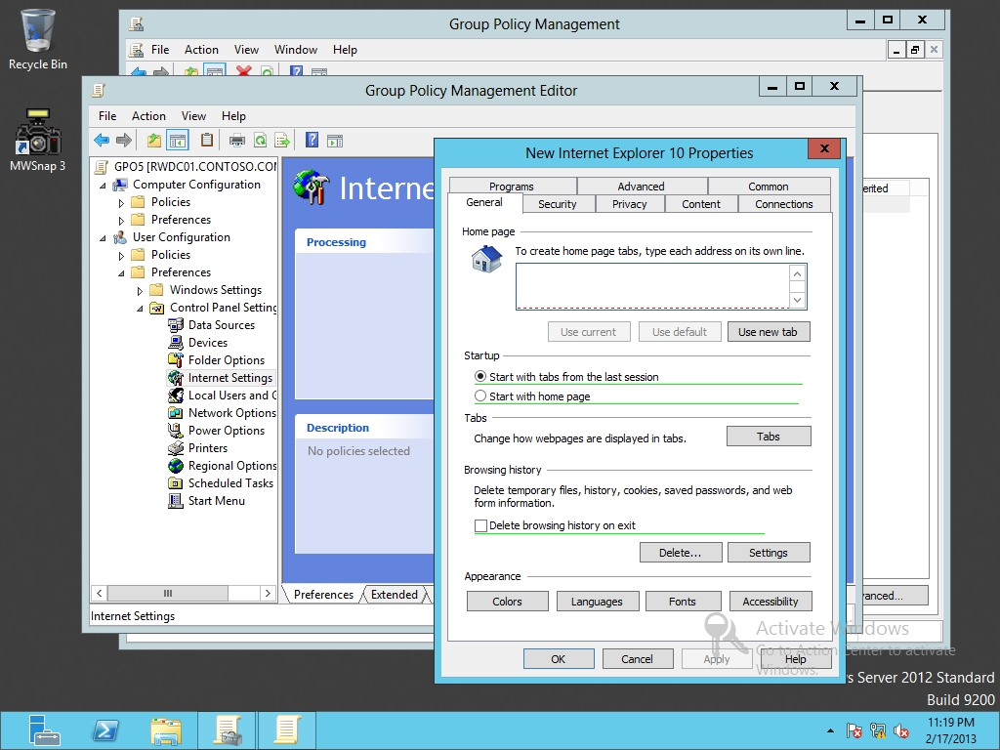 Recycle Bin
MWSnap 3
Group Policy Management
File Action View Window Help
Group Policy Management Editor
File Action View Help
GPO5 [RWDC01.CONTOSO.COM
Computer Configuration
Policies
Preferences
User Configuration
Policies
Preferences
Windows Settings
Control Panel Setting
Data Sources
Devices
Folder Options
Internet Settings
Local Users and G
Network Options
Power Options
Printers
Regional Options
Scheduled Tasks
Start Menu
Interne
Processing
Description
No policies selected
Preferences Extended
Internet Settings
erited
anced...
New Internet Explorer 10 Properties
Programs Advanced Common
General Security Privacy Content Connections
Home page
To create home page tabs, type each address on its own line.
Use current Use default Use new tab
Startup
Start with tabs from the last session
Start with home page
Tabs
Change how webpages are displayed in tabs.
Tabs
Browsing history
Delete temporary files, history, cookies, saved passwords, and web
form information.
Delete browsing history on exit
Delete... Settings
Appearance
Colors Languages Fonts Accessibility
OK Cancel Apply Help
Activate Windows
Go to Action Center to activate
Windows.
s Server 2012 Standard
Build 9200
11:19 PM
2/17/2013